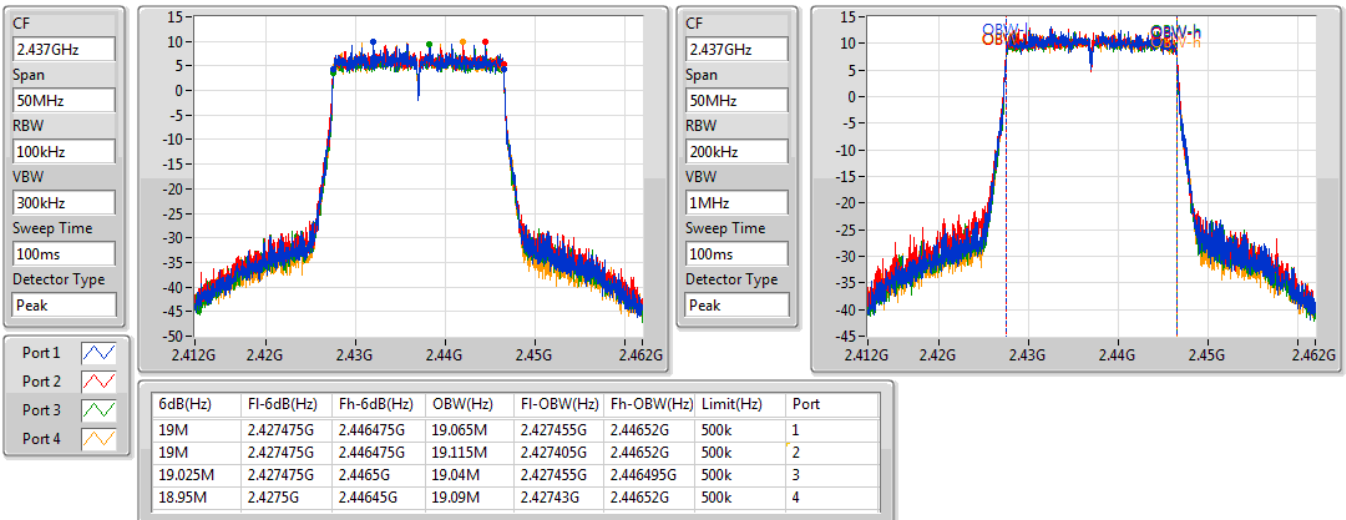 CF
2.437GHz
Span
50MHz
RBW
100kHz
VBW
300kHz
Sweep Time
100ms
Detector Type
Peak
15
10
5
0
-5
-10
-15
-20
-25
-30
-35
-40
-45
-50
2.412G 2.42G 2.43G 2.44G 2.45G 2.462G
CF
2.437GHz
Span
50MHz
RBW
200kHz
VBW
1MHz
Sweep Time
100ms
Detector Type
Peak
15
10
5
0
-5
-10
-15
-20
-25
-30
-35
-40
-45
OBW-h
OBW-h
2.412G 2.42G 2.43G 2.44G 2.45G 2.462G
Port 1
Port 2
Port 3
Port 4
6dB(Hz) Fl-6dB(Hz) Fh-6dB(Hz) OBW(Hz) Fl-OBW(Hz) Fh-OBW(Hz) Limit(Hz) Port
19M 2.427475G 2.446475G 19.065M 2.427455G 2.44652G 500k 1
19M 2.427475G 2.446475G 19.115M 2.427405G 2.44652G 500k 2
19.025M 2.427475G 2.4465G 19.04M 2.427455G 2.446495G 500k 3
18.95M 2.4275G 2.44645G 19.09M 2.42743G 2.44652G 500k 4